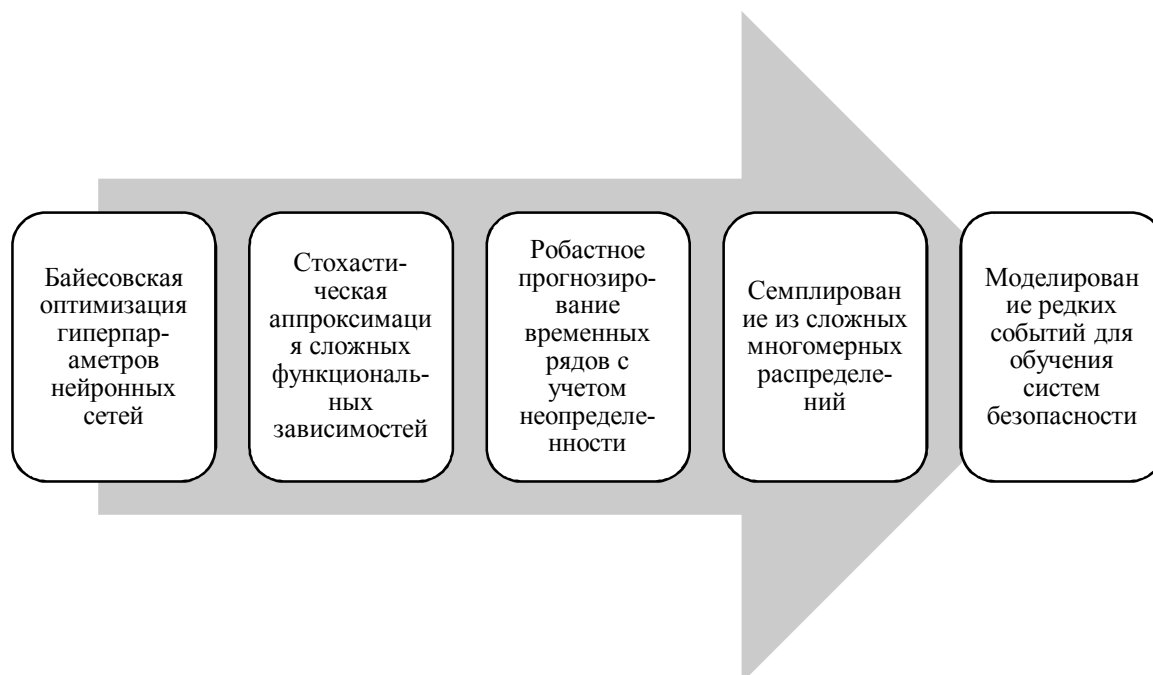 Байесовская
оптимизация
гиперпар-
аметров
нейронных
сетей
Стохасти-
ческая
аппроксимаци
я сложных
функциональ-
ных
зависимостей
Робастное
прогнозиро-
вание
временных
рядов с
учетом
неопределе-
нности
Семплирован
ие из сложных
многомерных
распределе-
ний
Моделирован
ие редких
событий для
обучения
систем
безопасности